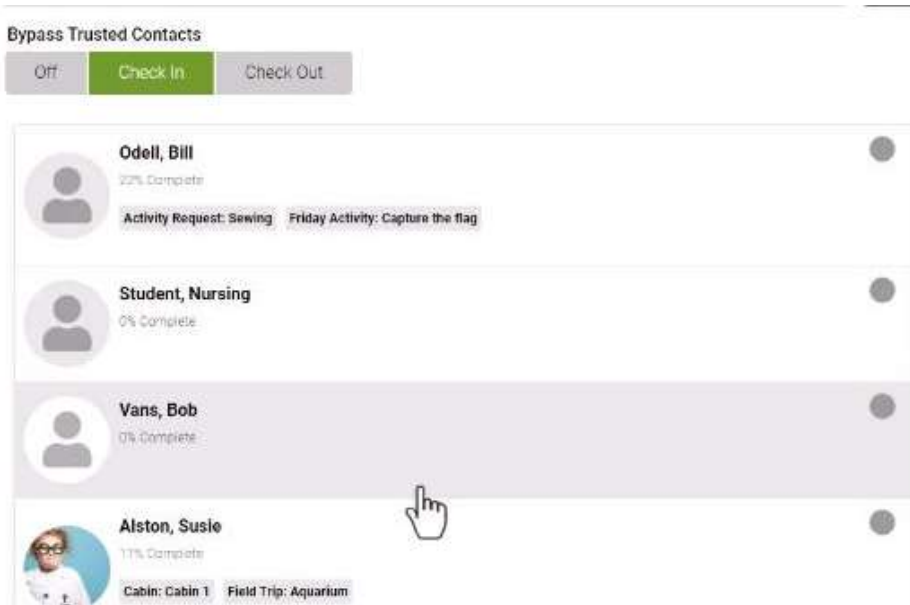 Bypass Trusted Contacts
Off Check In Check Out
Odell, Bill
22% Complete
Activity Request: Sewing Friday Activity: Capture the flag
Student, Nursing
0% Complete
Vans, Bob
0% Complete
Alston, Susie
11% Complete
Cabin: Cabin 1 Field Trip: Aquarium